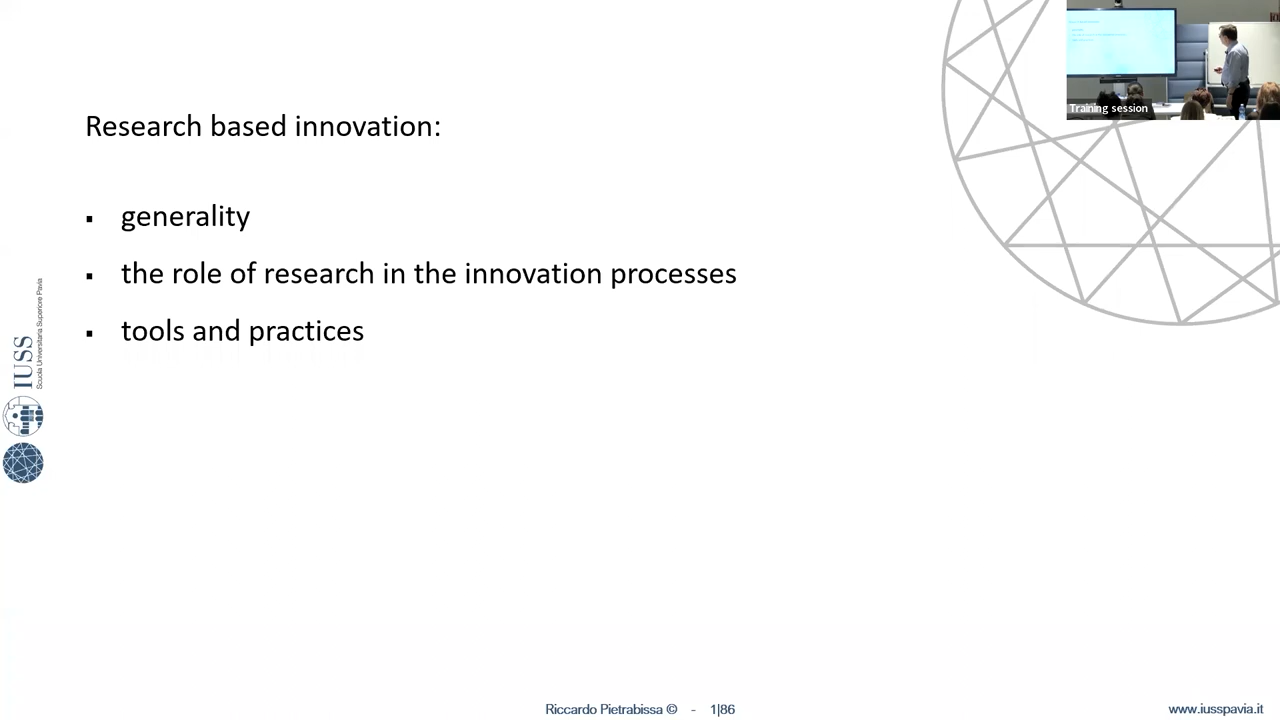 Training session
Research based innovation:
▪ generality
▪ the role of research in the innovation processes
▪ tools and practices
IUSS
Scuola Universitaria Superiore Pavia
Riccardo Pietrabissa © - 1|86
www.iusspavia.it